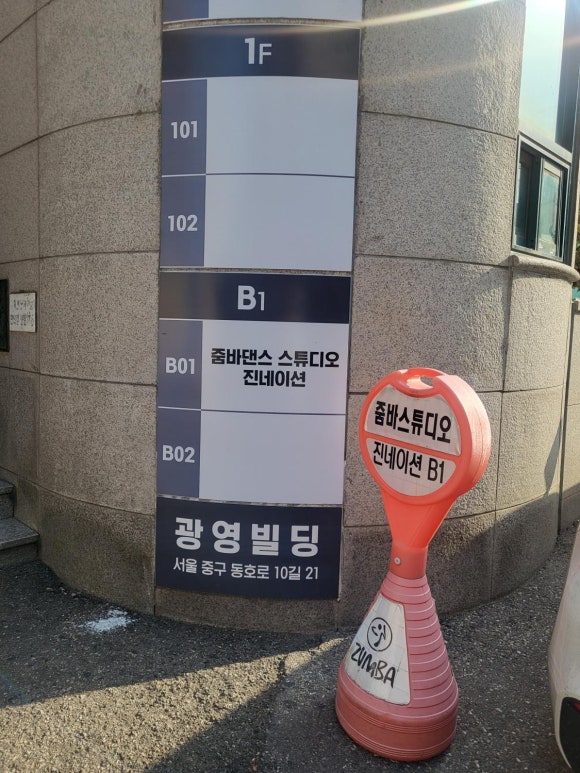 1F
101
102
B1
B01
줌바댄스 스튜디오
진네이션
B02
광영빌딩
서울 중구 동호로 10길 21
줌바스튜디오
진네이션 B1
ZUMBA